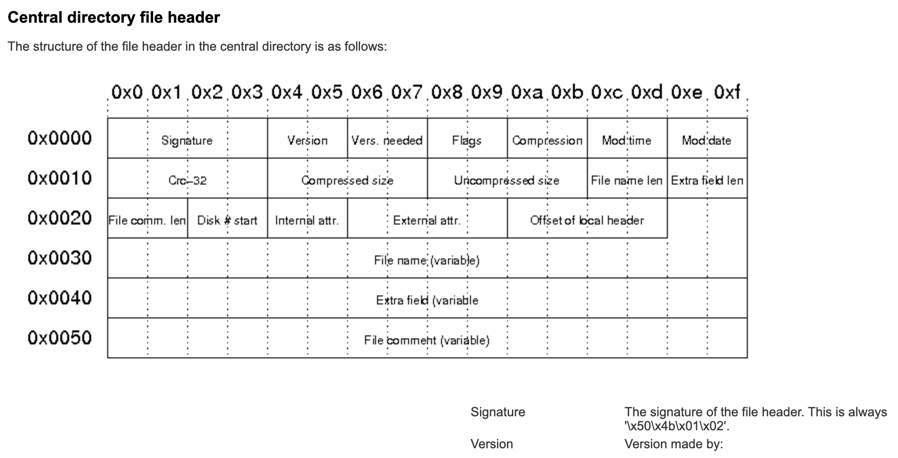 Central directory file header
The structure of the file header in the central directory is as follows:
0x0 0x1 0x2 0x3 0x4 0x5 0x6 0x7 0x8 0x9 0xa 0xb 0xc 0xd 0xe 0xf
0x0000 Signature Version Vers. needed Flags Compression Mod time Mod date
0x0010 Crc-32 Compressed size Uncompressed size File name len Extra field len
0x0020 File comm. len Disk # start Internal attr. External attr. Offset of local header
0x0030 File name (variable)
0x0040 Extra field (variable
0x0050 File comment (variable)
Signature The signature of the file header. This is always
'\x50\x4b\x01\x02'.
Version Version made by: